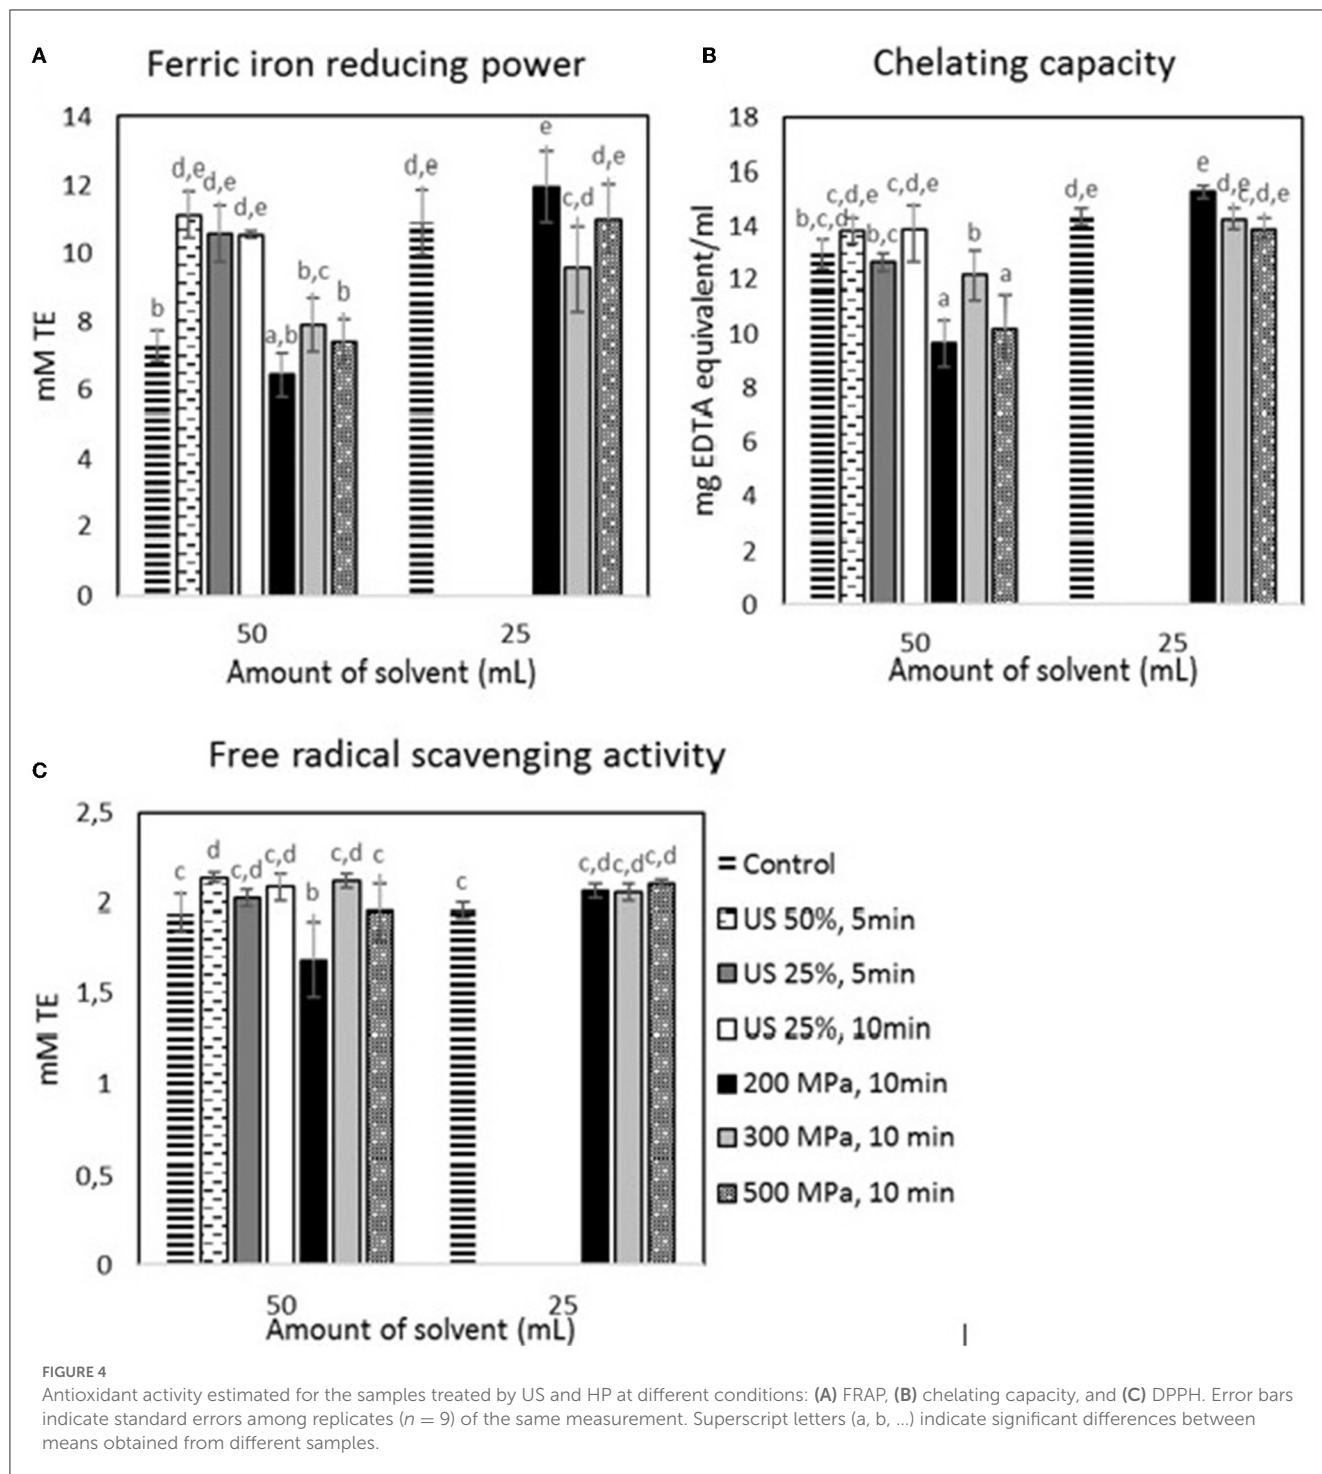 A
Ferric iron reducing power
14
12
10
8
6
4
2
0
mM TE
b
d,e
d,e
d,e
a,b
b,c
b
d,e
e
c,d
d,e
50
25
Amount of solvent (mL)
B
Chelating capacity
18
16
14
12
10
8
6
4
2
0
mg EDTA equivalent/ml
b,c,d
c,d,e
b,c
c,d,e
a
b
a
d,e
e
d,e
c,d,e
50
25
Amount of solvent (mL)
C
Free radical scavenging activity
2,5
2
1,5
1
0,5
0
mM TE
c
d
c,d
c,d
b
c,d
c
c
c,d
c,d
c,d
50
25
Amount of solvent (mL)
Control
US 50%, 5min
US 25%, 5min
US 25%, 10min
200 MPa, 10min
300 MPa, 10 min
500 MPa, 10 min
FIGURE 4
Antioxidant activity estimated for the samples treated by US and HP at different conditions: (A) FRAP, (B) chelating capacity, and (C) DPPH. Error bars
indicate standard errors among replicates (n = 9) of the same measurement. Superscript letters (a, b, ...) indicate significant differences between
means obtained from different samples.